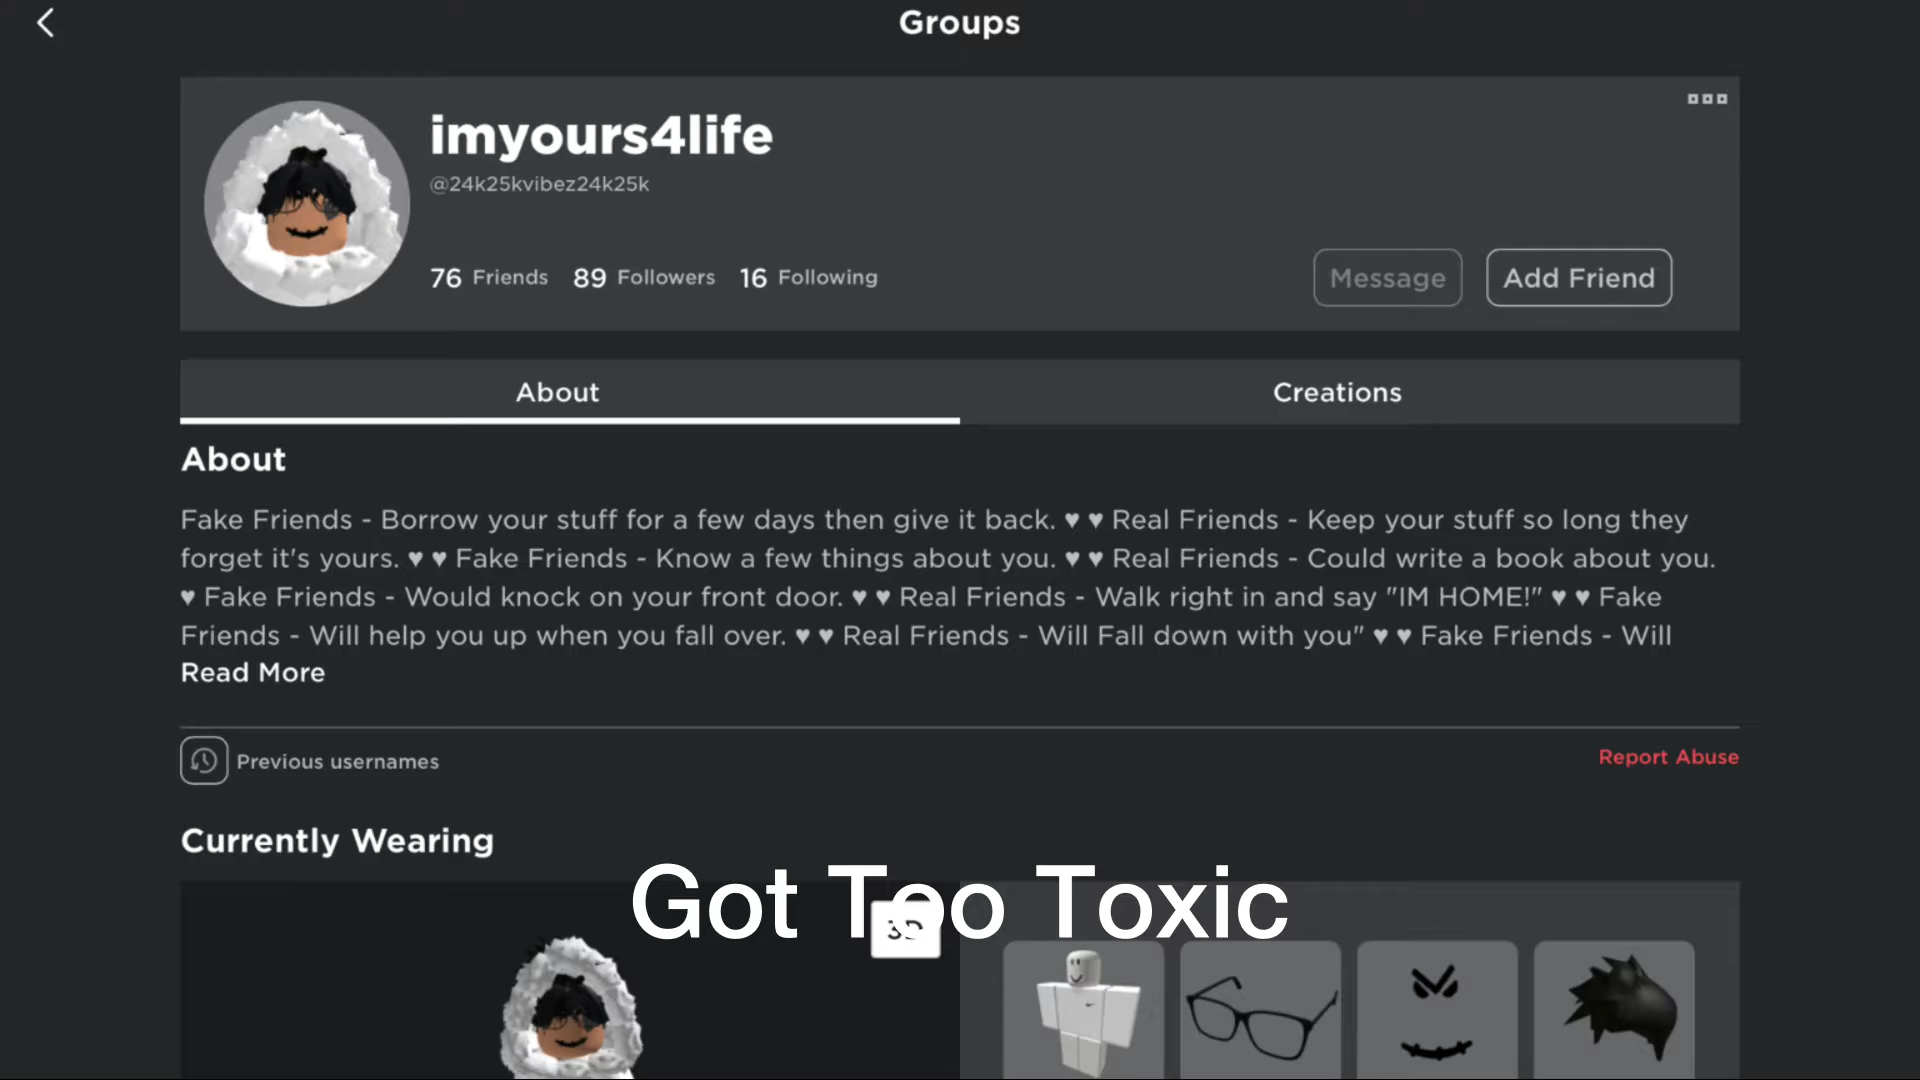 Groups
imyours4life
@24k25kvibez24k25k
76 Friends 89 Followers 16 Following
Message Add Friend
About Creations
About
Fake Friends - Borrow your stuff for a few days then give it back. ♥ ♥ Real Friends - Keep your stuff so long they
forget it's yours. ♥ ♥ Fake Friends - Know a few things about you. ♥ ♥ Real Friends - Could write a book about you.
♥ Fake Friends - Would knock on your front door. ♥ ♥ Real Friends - Walk right in and say "IM HOME!" ♥ ♥ Fake
Friends - Will help you up when you fall over. ♥ ♥ Real Friends - Will Fall down with you" ♥ ♥ Fake Friends - Will
Read More
Previous usernames
Report Abuse
Currently Wearing
Got Too Toxic
3D